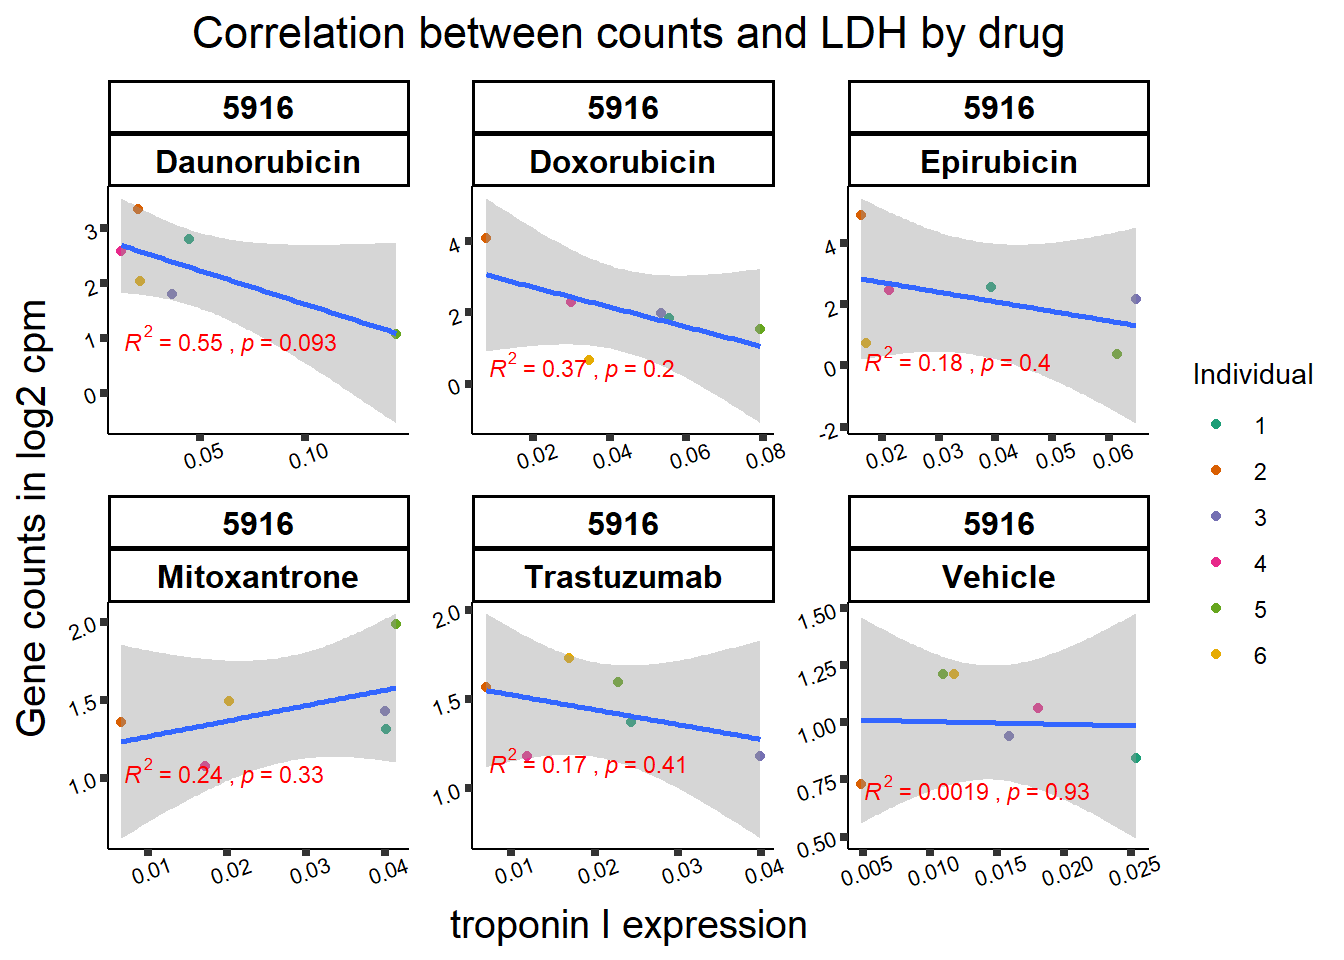 Correlation between counts and LDH by drug
5916 5916 5916
Daunorubicin Doxorubicin Epirubicin
3
2
1
0
R² = 0.55 , p = 0.093
0.05 0.10
4
2
0
R² = 0.37 , p = 0.2
0.02 0.04 0.06 0.08
4
2
0
-2
R² = 0.18 , p = 0.4
0.02 0.03 0.04 0.05 0.06
5916 5916 5916
Mitoxantrone Trastuzumab Vehicle
2.0
1.5
1.0
R² = 0.24 , p = 0.33
0.01 0.02 0.03 0.04
2.0
1.5
1.0
R² = 0.17 , p = 0.41
0.01 0.02 0.03 0.04
1.50
1.25
1.00
0.75
0.50
R² = 0.0019 , p = 0.93
0.005 0.010 0.015 0.020 0.025
Gene counts in log2 cpm
troponin I expression
Individual
1
2
3
4
5
6